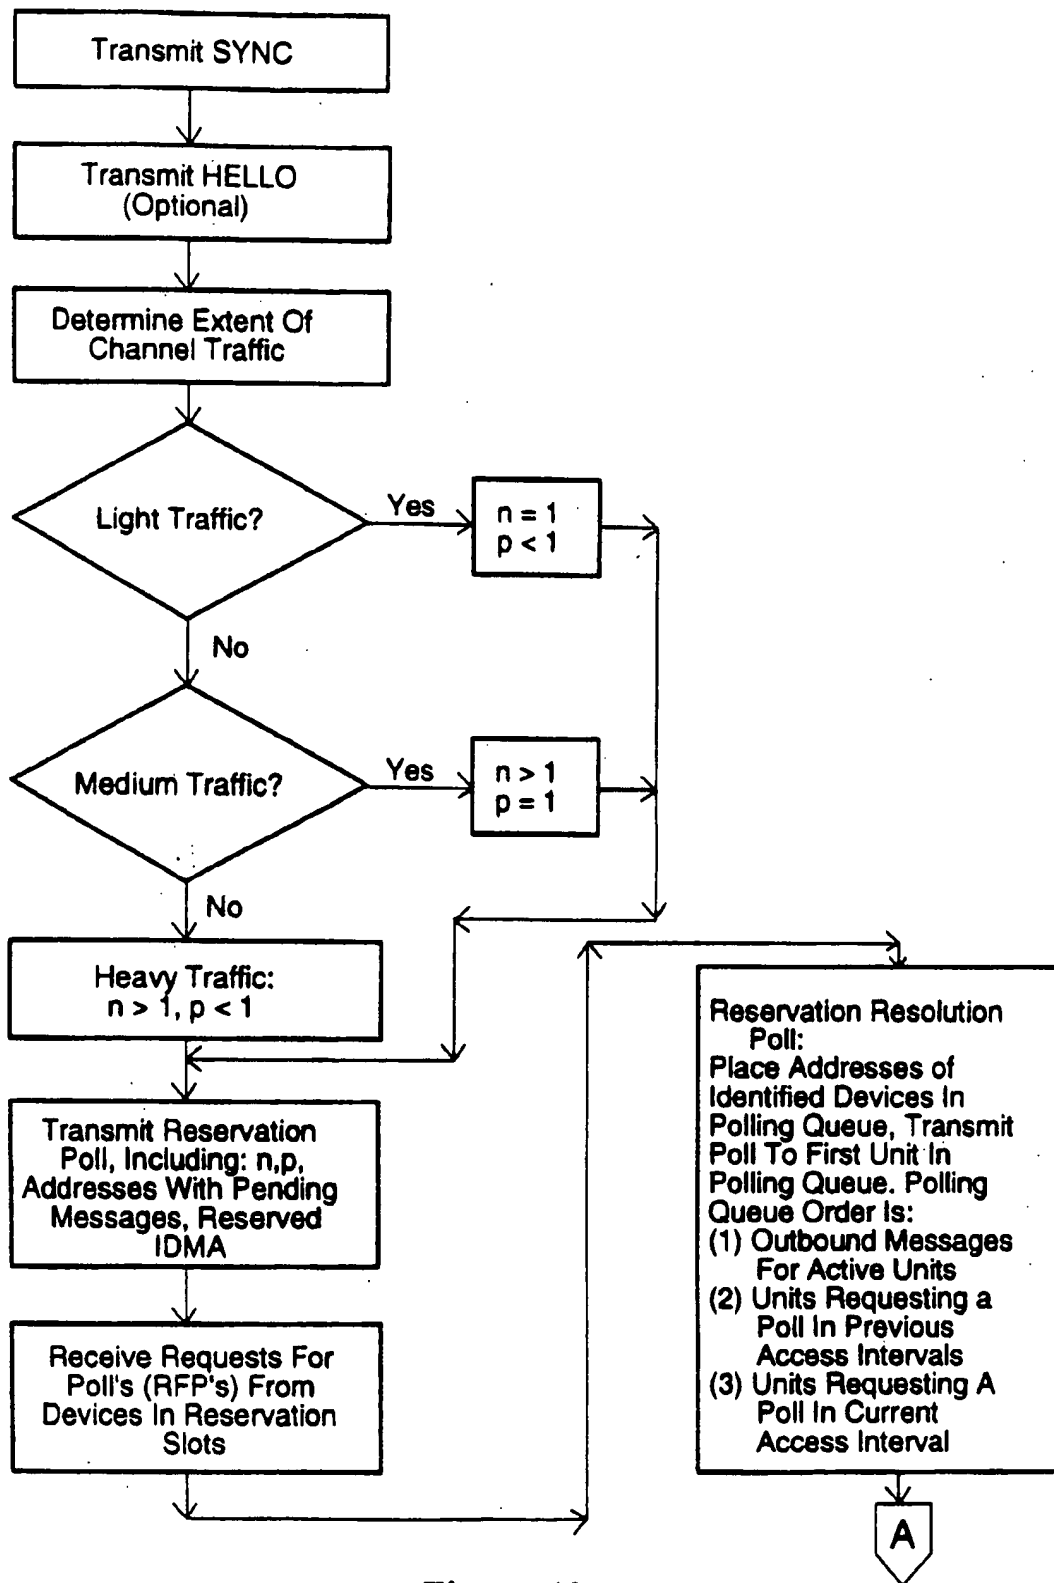 Transmit SYNC
Transmit HELLO
(Optional)
Determine Extent Of
Channel Traffic
Light Traffic?
Yes
n = 1
p < 1
No
Medium Traffic?
Yes
n > 1
p = 1
No
Heavy Traffic:
n > 1, p < 1
Transmit Reservation
Poll, Including: n,p,
Addresses With Pending
Messages, Reserved
IDMA
Receive Requests For
Poll's (RFP's) From
Devices In Reservation
Slots
Reservation Resolution
Poll:
Place Addresses of
Identified Devices In
Polling Queue, Transmit
Poll To First Unit In
Polling Queue. Polling
Queue Order Is:
(1) Outbound Messages
For Active Units
(2) Units Requesting a
Poll In Previous
Access Intervals
(3) Units Requesting A
Poll In Current
Access Interval
A